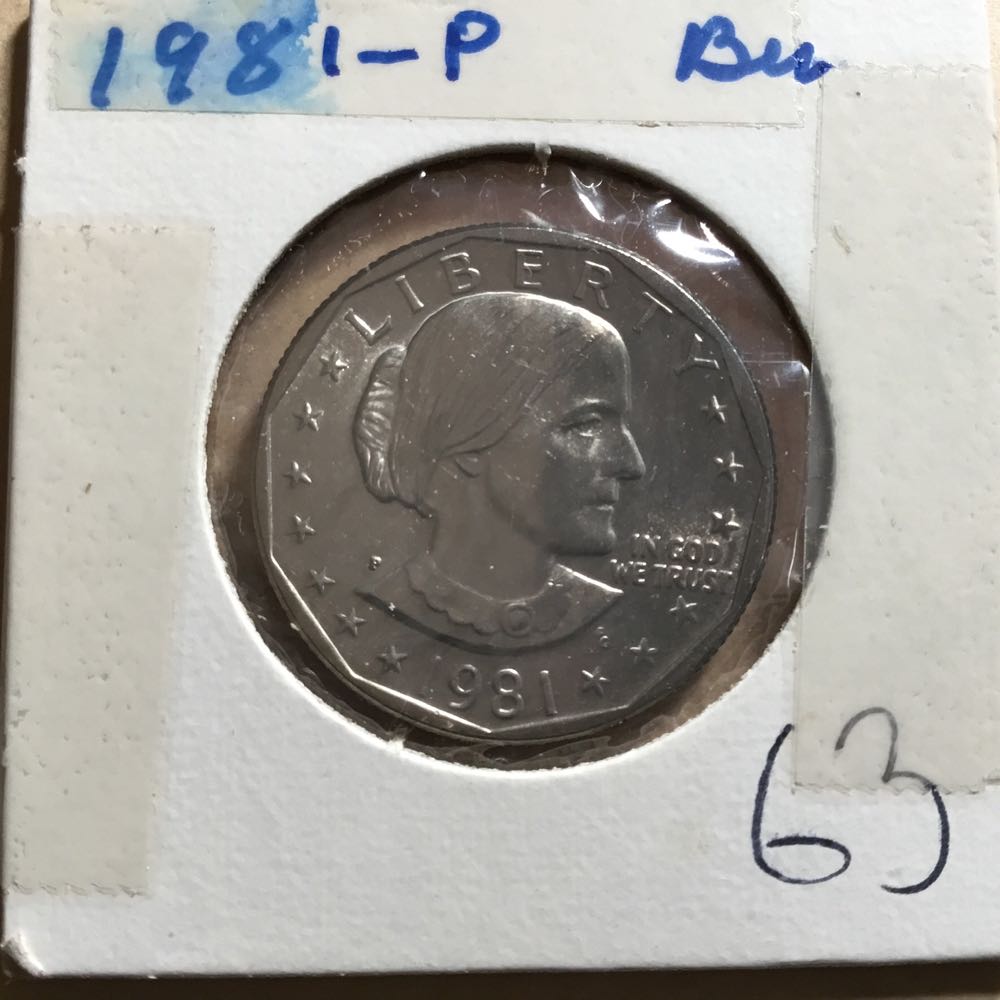 1981-P Bu
LIBERTY
IN GOD
WE TRUST
P
1981
63